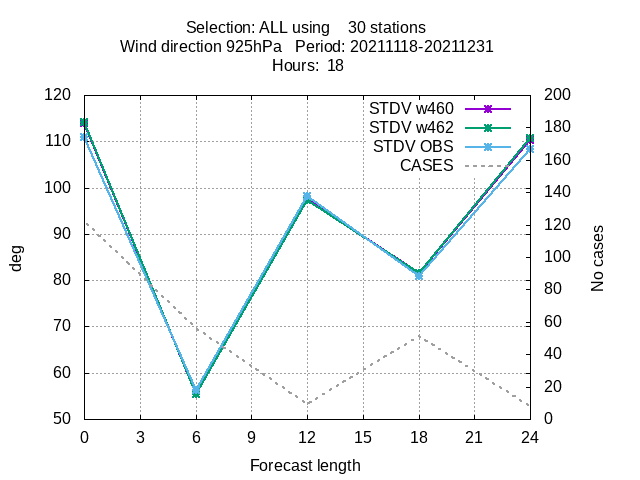 Selection: ALL using    30 stations
Wind direction 925hPa   Period: 20211118-20211231
Hours:  18
120 200
110 180
100 160
90 140
80 120
70 100
60 80
50 60
40
20
0
STDV w460
STDV w462
STDV OBS
CASES
deg
No cases
0 3 6 9 12 15 18 21 24
Forecast length